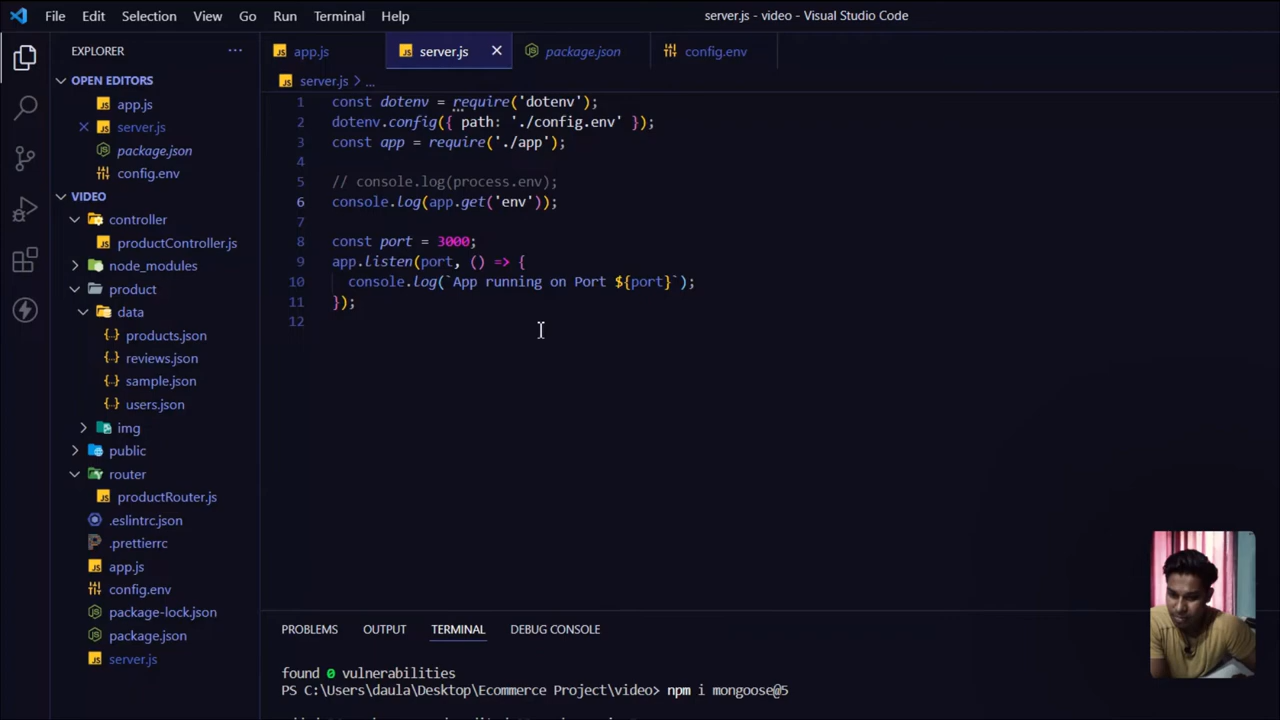 File Edit Selection View Go Run Terminal Help
server.js - video - Visual Studio Code
EXPLORER
OPEN EDITORS
app.js
server.js
package.json
config.env
VIDEO
controller
productController.js
node_modules
product
data
products.json
reviews.json
sample.json
users.json
img
public
router
productRouter.js
.eslintrc.json
.prettierrc
app.js
config.env
package-lock.json
package.json
server.js
app.js server.js package.json config.env
server.js > ...
1 const dotenv = require('dotenv');
2 dotenv.config({ path: './config.env' });
3 const app = require('./app');
4
5 // console.log(process.env);
6 console.log(app.get('env'));
7
8 const port = 3000;
9 app.listen(port, () => {
10 console.log(`App running on Port ${port}`);
11 });
12
PROBLEMS OUTPUT TERMINAL DEBUG CONSOLE
found 0 vulnerabilities
PS C:\Users\daula\Desktop\Ecommerce Project\video> npm i mongoose@5